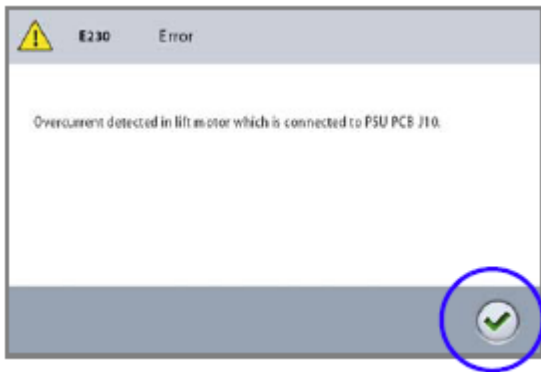 E230 Error
Overcurrent detected in lift motor which is connected to PSU PCB J10.